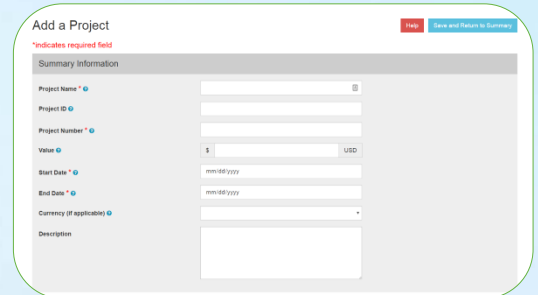 Add a Project
Help
Save and Return to Summary
*indicates required field
Summary Information
Project Name *
Project ID
Project Number *
Value
$
USD
Start Date *
mm/dd/yyyy
End Date *
mm/dd/yyyy
Currency (if applicable)
Description